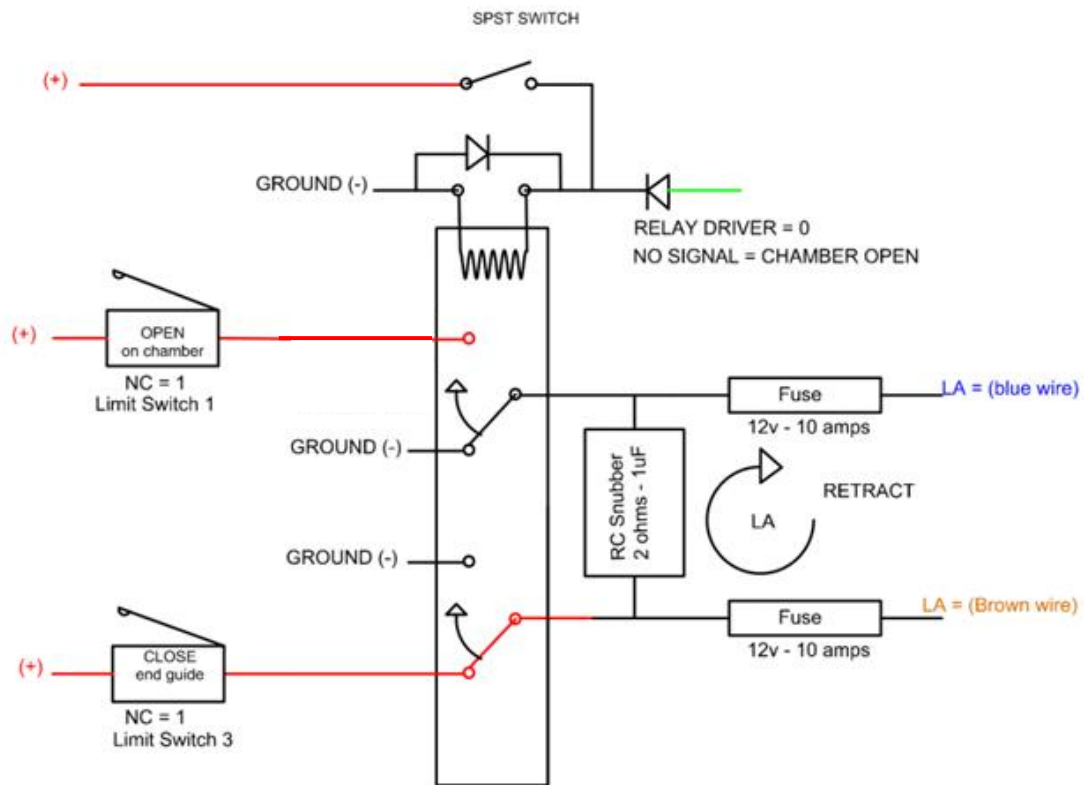 SPST SWITCH
(+)
GROUND (-)
RELAY DRIVER = 0
NO SIGNAL = CHAMBER OPEN
(+)
OPEN
on chamber
NC = 1
Limit Switch 1
GROUND (-)
Fuse
12v - 10 amps
LA = (blue wire)
RC Snubber
2 ohms - 1uF
LA
RETRACT
GROUND (-)
Fuse
12v - 10 amps
LA = (Brown wire)
(+)
CLOSE
end guide
NC = 1
Limit Switch 3